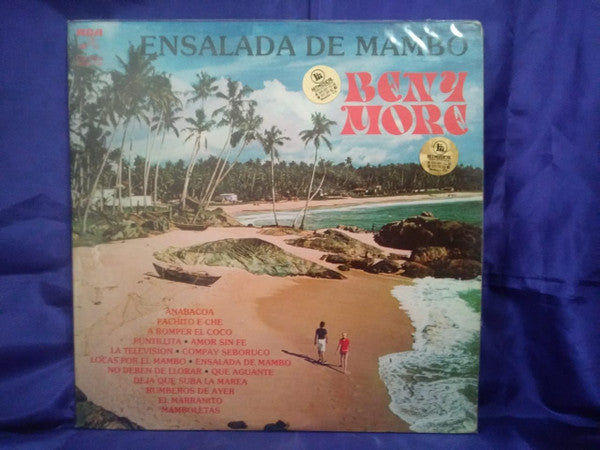 RCA
ENSALADA DE MAMBO
BENY
MORE
ANABACOA
PACHITO E CHE
A ROMPER EL COCO
PUNTILLITA • AMOR SIN FE
LA TELEVISION • COMPAY SEBORUCO
LOCAS POR EL MAMBO • ENSALADA DE MAMBO
NO DEBEN DE LLORAR • QUE AGUANTE
DEJA QUE SUBA LA MAREA
RUMBEROS DE AYER
EL MARRANITO
MAMBOLETAS